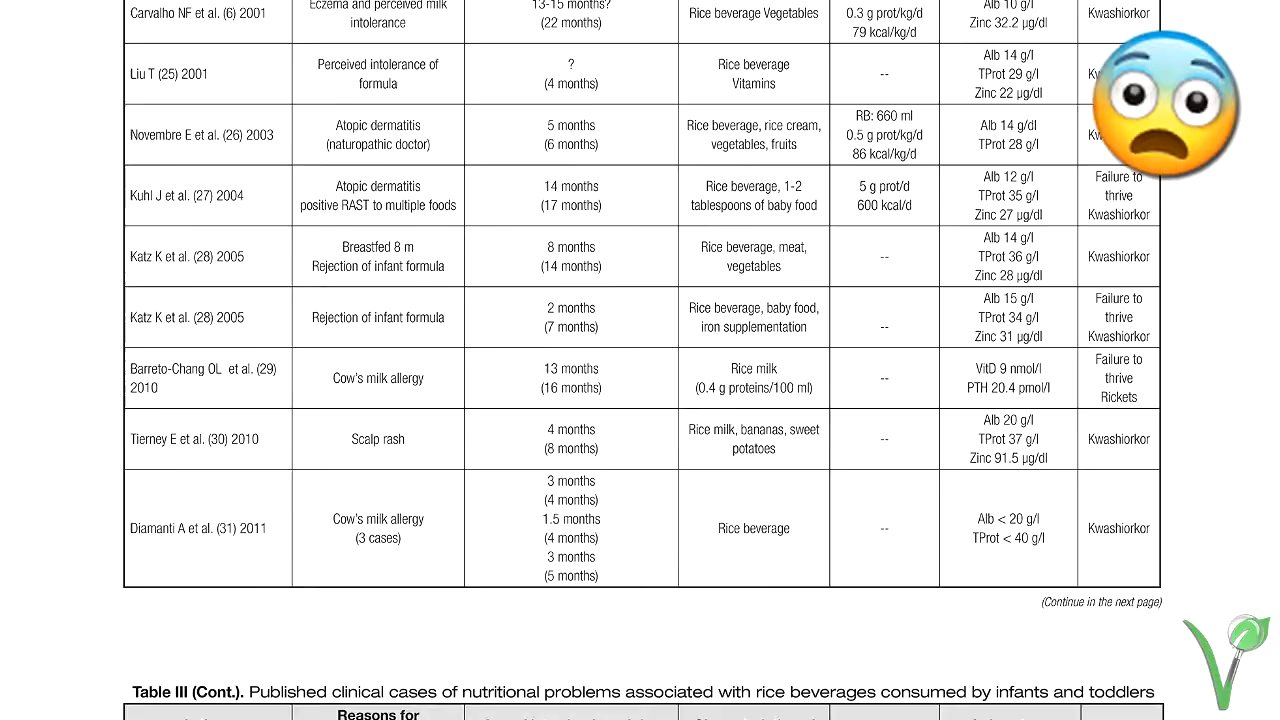 Carvalho NF et al. (6) 2001
Eczema and perceived milk
intolerance
13-15 months?
(22 months)
Rice beverage Vegetables
0.3 g prot/kg/d
79 kcal/kg/d
Alb 10 g/l
Zinc 32.2 µg/dl
Kwashiorkor
Liu T (25) 2001
Perceived intolerance of
formula
?
(4 months)
Rice beverage
Vitamins
--
Alb 14 g/l
TProt 29 g/l
Zinc 22 µg/dl
Novembre E et al. (26) 2003
Atopic dermatitis
(naturopathic doctor)
5 months
(6 months)
Rice beverage, rice cream,
vegetables, fruits
RB: 660 ml
0.5 g prot/kg/d
86 kcal/kg/d
Alb 14 g/dl
TProt 28 g/l
Kuhl J et al. (27) 2004
Atopic dermatitis
positive RAST to multiple foods
14 months
(17 months)
Rice beverage, 1-2
tablespoons of baby food
5 g prot/d
600 kcal/d
Alb 12 g/l
TProt 35 g/l
Zinc 27 µg/l
Failure to
thrive
Kwashiorkor
Katz K et al. (28) 2005
Breastfed 8 m
Rejection of infant formula
8 months
(14 months)
Rice beverage, meat,
vegetables
--
Alb 14 g/l
TProt 36 g/l
Zinc 28 µg/dl
Kwashiorkor
Katz K et al. (28) 2005
Rejection of infant formula
2 months
(7 months)
Rice beverage, baby food,
iron supplementation
--
Alb 15 g/l
TProt 34 g/l
Zinc 31 µg/dl
Failure to
thrive
Kwashiorkor
Barreto-Chang OL et al. (29)
2010
Cow's milk allergy
13 months
(16 months)
Rice milk
(0.4 g proteins/100 ml)
--
VitD 9 nmol/l
PTH 20.4 pmol/l
Failure to
thrive
Rickets
Tierney E et al. (30) 2010
Scalp rash
4 months
(8 months)
Rice milk, bananas, sweet
potatoes
--
Alb 20 g/l
TProt 37 g/l
Zinc 91.5 µg/dl
Kwashiorkor
Diamanti A et al. (31) 2011
Cow's milk allergy
(3 cases)
3 months
(4 months)
1.5 months
(4 months)
3 months
(5 months)
Rice beverage
--
Alb < 20 g/l
TProt < 40 g/l
Kwashiorkor
(Continue in the next page)
Table III (Cont.). Published clinical cases of nutritional problems associated with rice beverages consumed by infants and toddlers
Reasons for